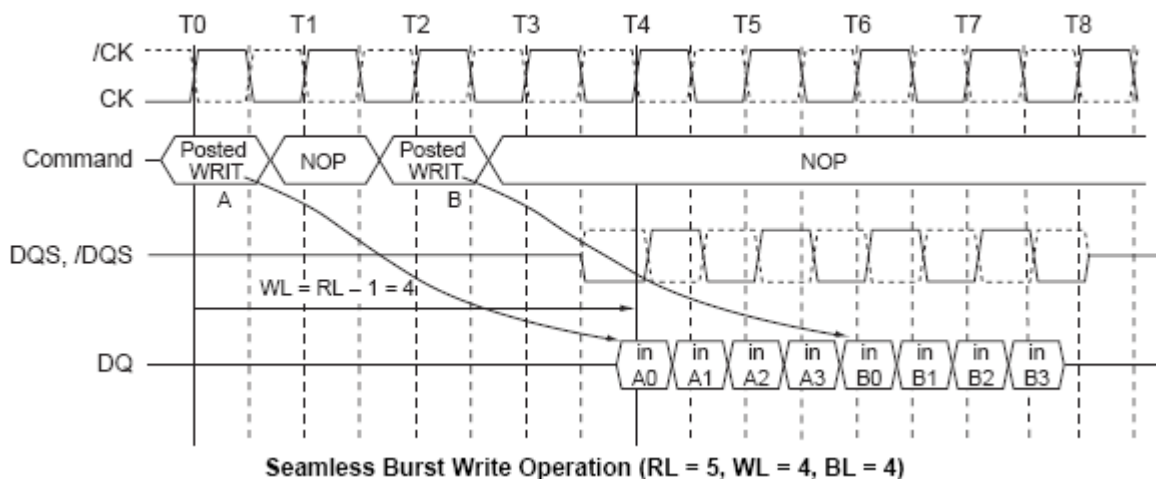 T0 T1 T2 T3 T4 T5 T6 T7 T8
/CK
CK
Command
Posted
WRIT
A
NOP
Posted
WRIT
B
NOP
DQS, /DQS
WL = RL – 1 = 4
DQ
in
A0
in
A1
in
A2
in
A3
in
B0
in
B1
in
B2
in
B3
Seamless Burst Write Operation (RL = 5, WL = 4, BL = 4)